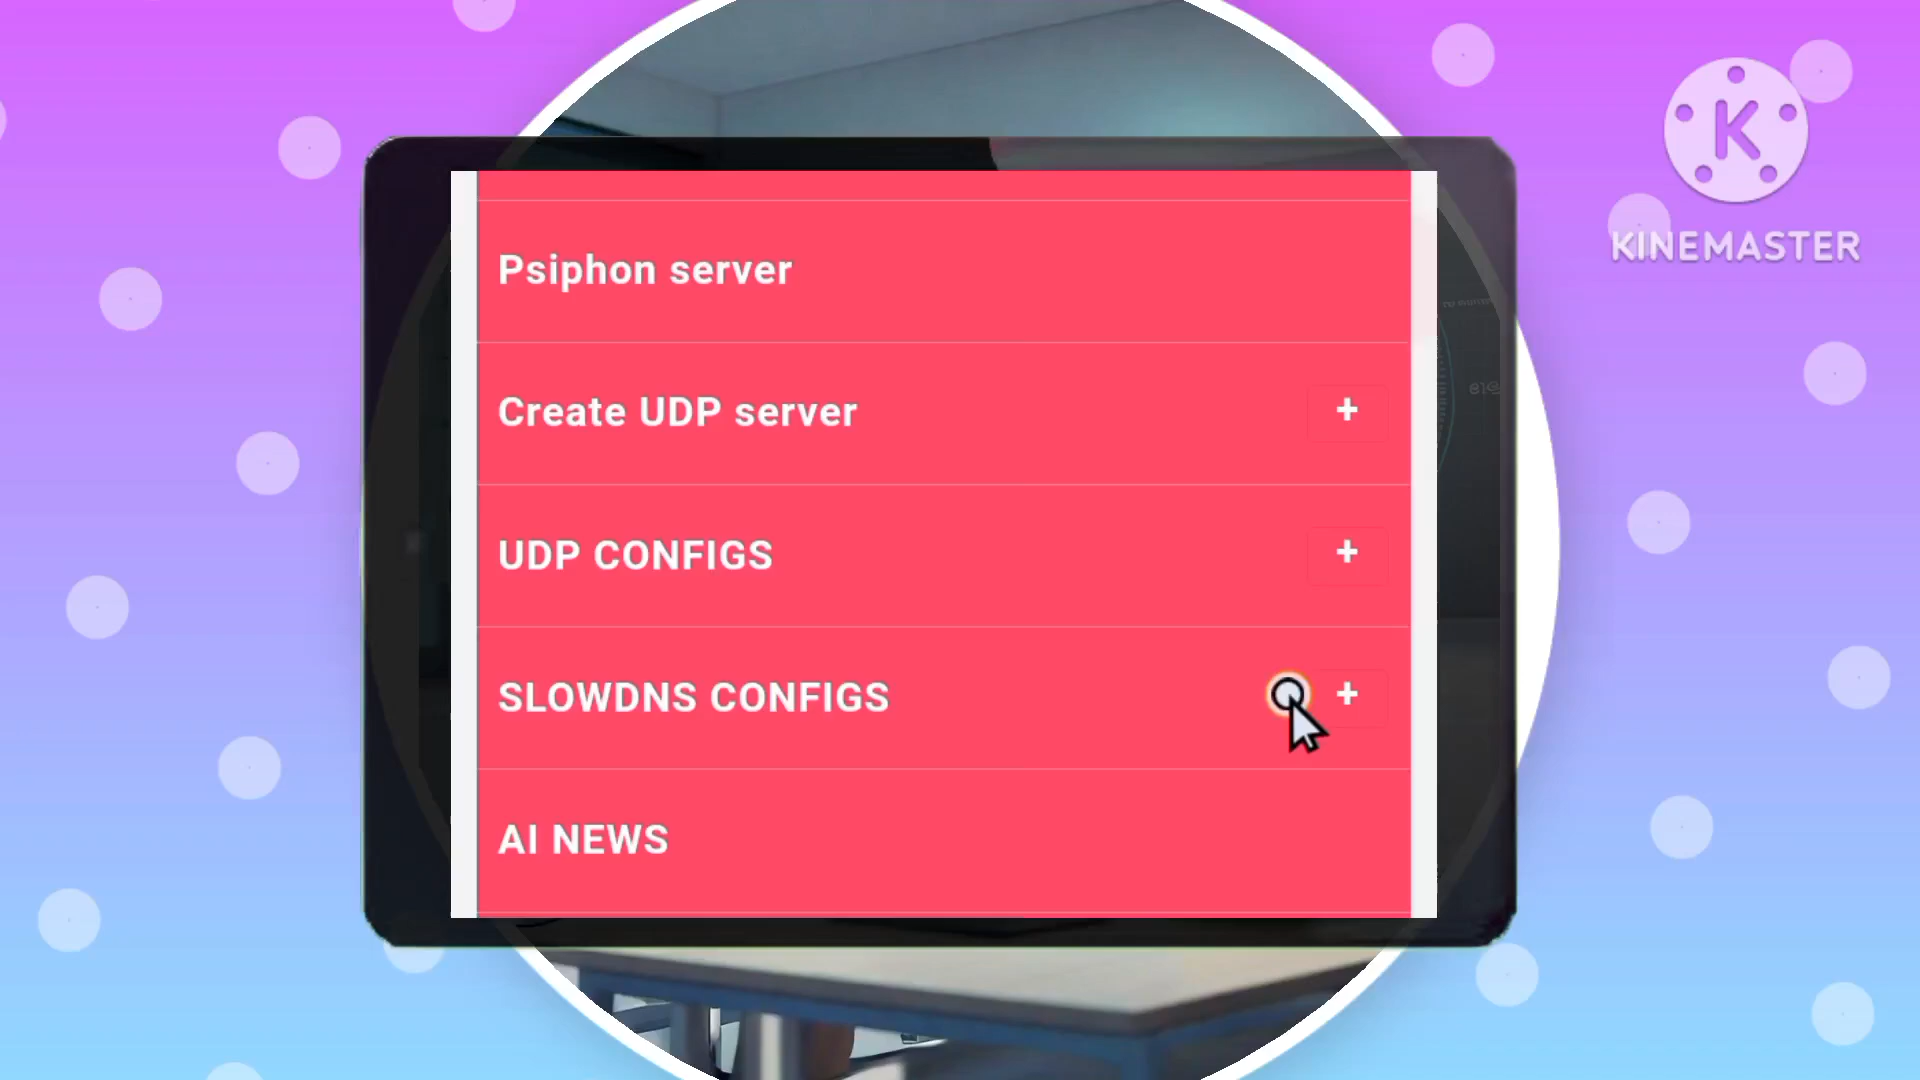 K
KINEMASTER
Psiphon server
Create UDP server +
UDP CONFIGS +
SLOWDNS CONFIGS +
AI NEWS